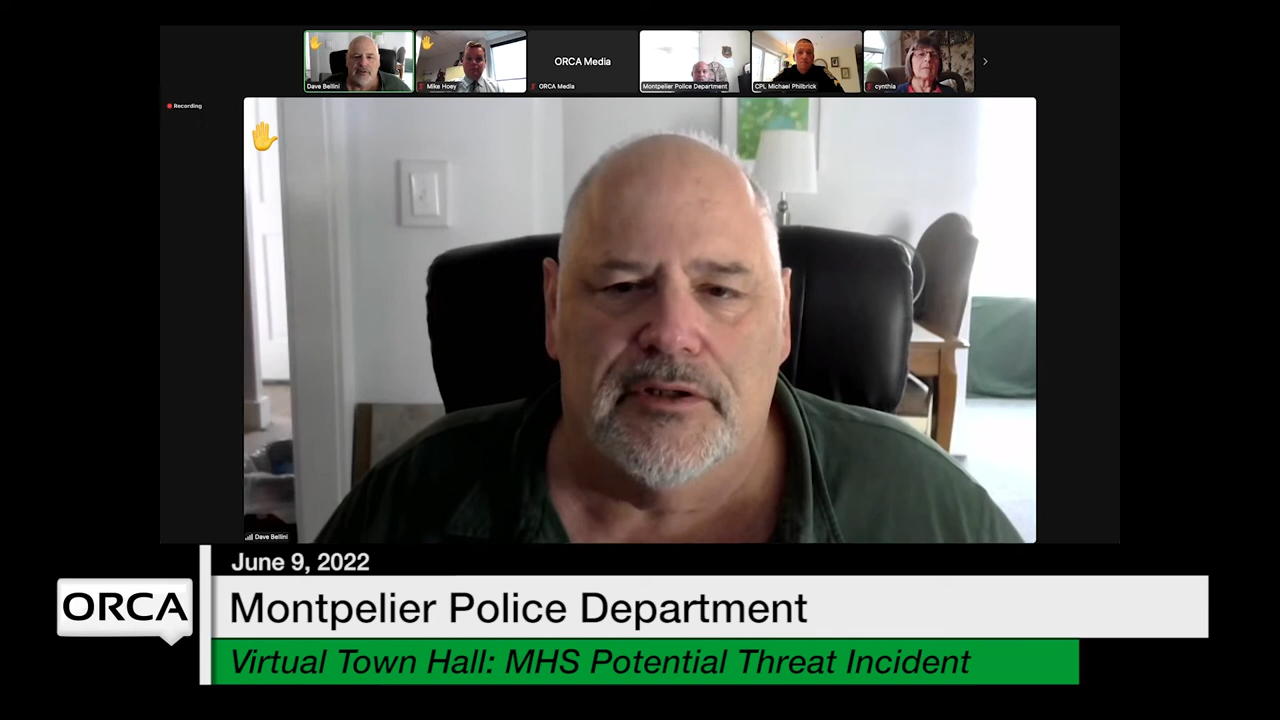 Dave Bellini
Mike Hoey
ORCA Media
ORCA Media
Montpelier Police Department
CPL Michael Philbrick
cynthia
Recording
Dave Bellini
June 9, 2022
ORCA
Montpelier Police Department
Virtual Town Hall: MHS Potential Threat Incident